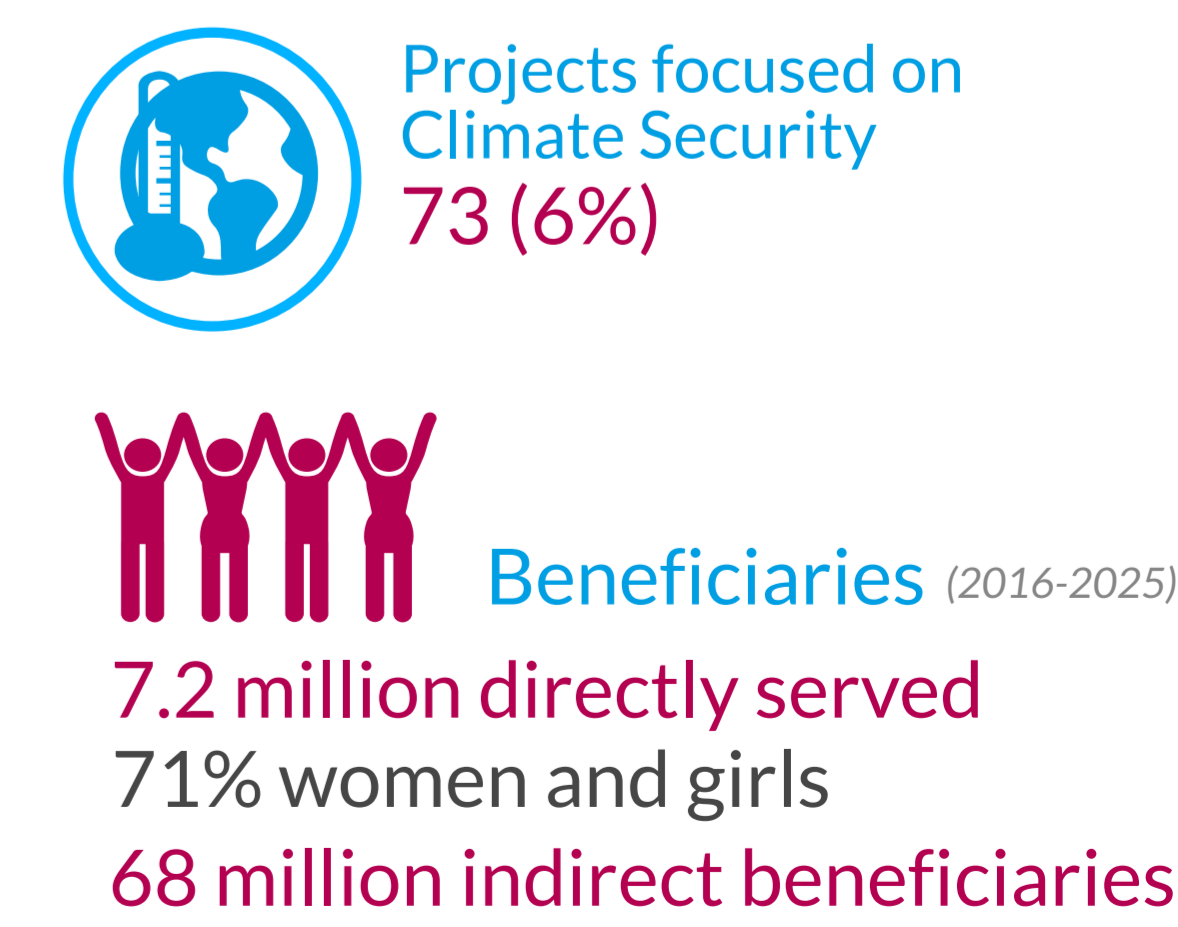 Projects focused on
Climate Security
73 (6%)
Beneficiaries (2016-2025)
7.2 million directly served
71% women and girls
68 million indirect beneficiaries